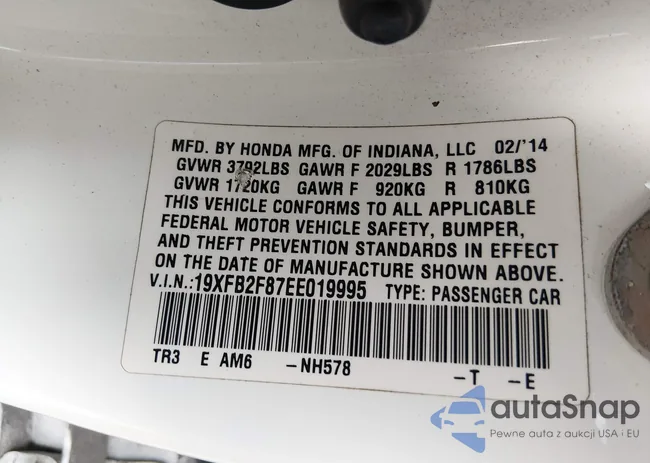 MFD. BY HONDA MFG. OF INDIANA, LLC 02/'14
GVWR 3792LBS GAWR F 2029LBS R 1786LBS
GVWR 1720KG GAWR F 920KG R 810KG
THIS VEHICLE CONFORMS TO ALL APPLICABLE
FEDERAL MOTOR VEHICLE SAFETY, BUMPER,
AND THEFT PREVENTION STANDARDS IN EFFECT
ON THE DATE OF MANUFACTURE SHOWN ABOVE.
V.I.N.:19XFB2F87EE019995 TYPE: PASSENGER CAR
TR3 E AM6 -NH578 -T -E
autaSnap
Pewne auta z aukcji USA i EU